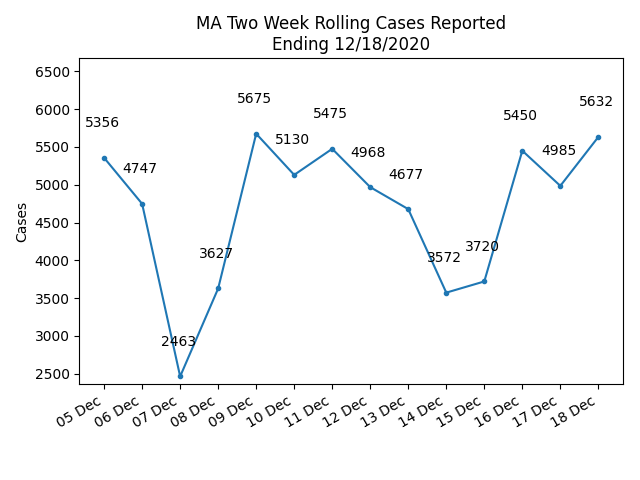 MA Two Week Rolling Cases Reported
Ending 12/18/2020
6500
6000
5500
5000
4500
4000
3500
3000
2500
Cases
5356
4747
2463
3627
5675
5130
5475
4968
4677
3572
3720
5450
4985
5632
05 Dec
06 Dec
07 Dec
08 Dec
09 Dec
10 Dec
11 Dec
12 Dec
13 Dec
14 Dec
15 Dec
16 Dec
17 Dec
18 Dec